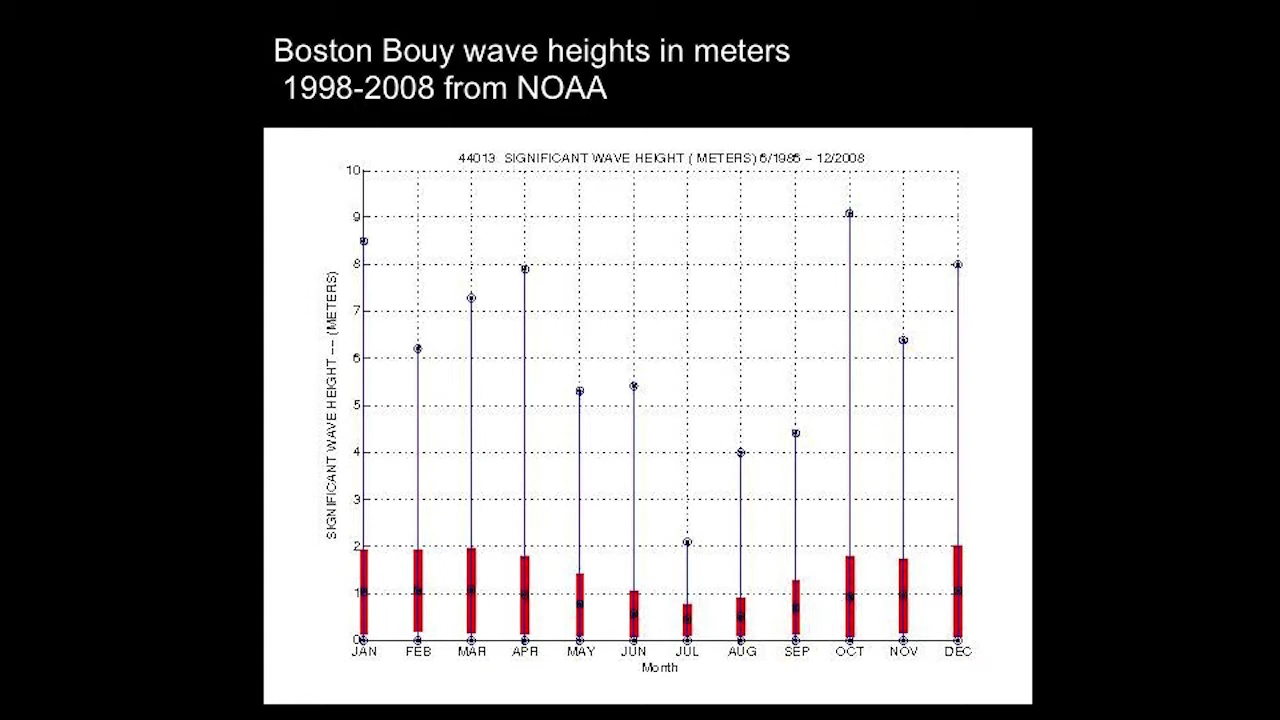 Boston Bouy wave heights in meters
1998-2008 from NOAA
44013 SIGNIFICANT WAVE HEIGHT ( METERS) 6/1986 – 12/2008
SIGNIFICANT WAVE HEIGHT –– (METERS)
10
9
8
7
6
5
4
3
2
1
0
JAN FEB MAR APR MAY JUN JUL AUG SEP OCT NOV DEC
Month